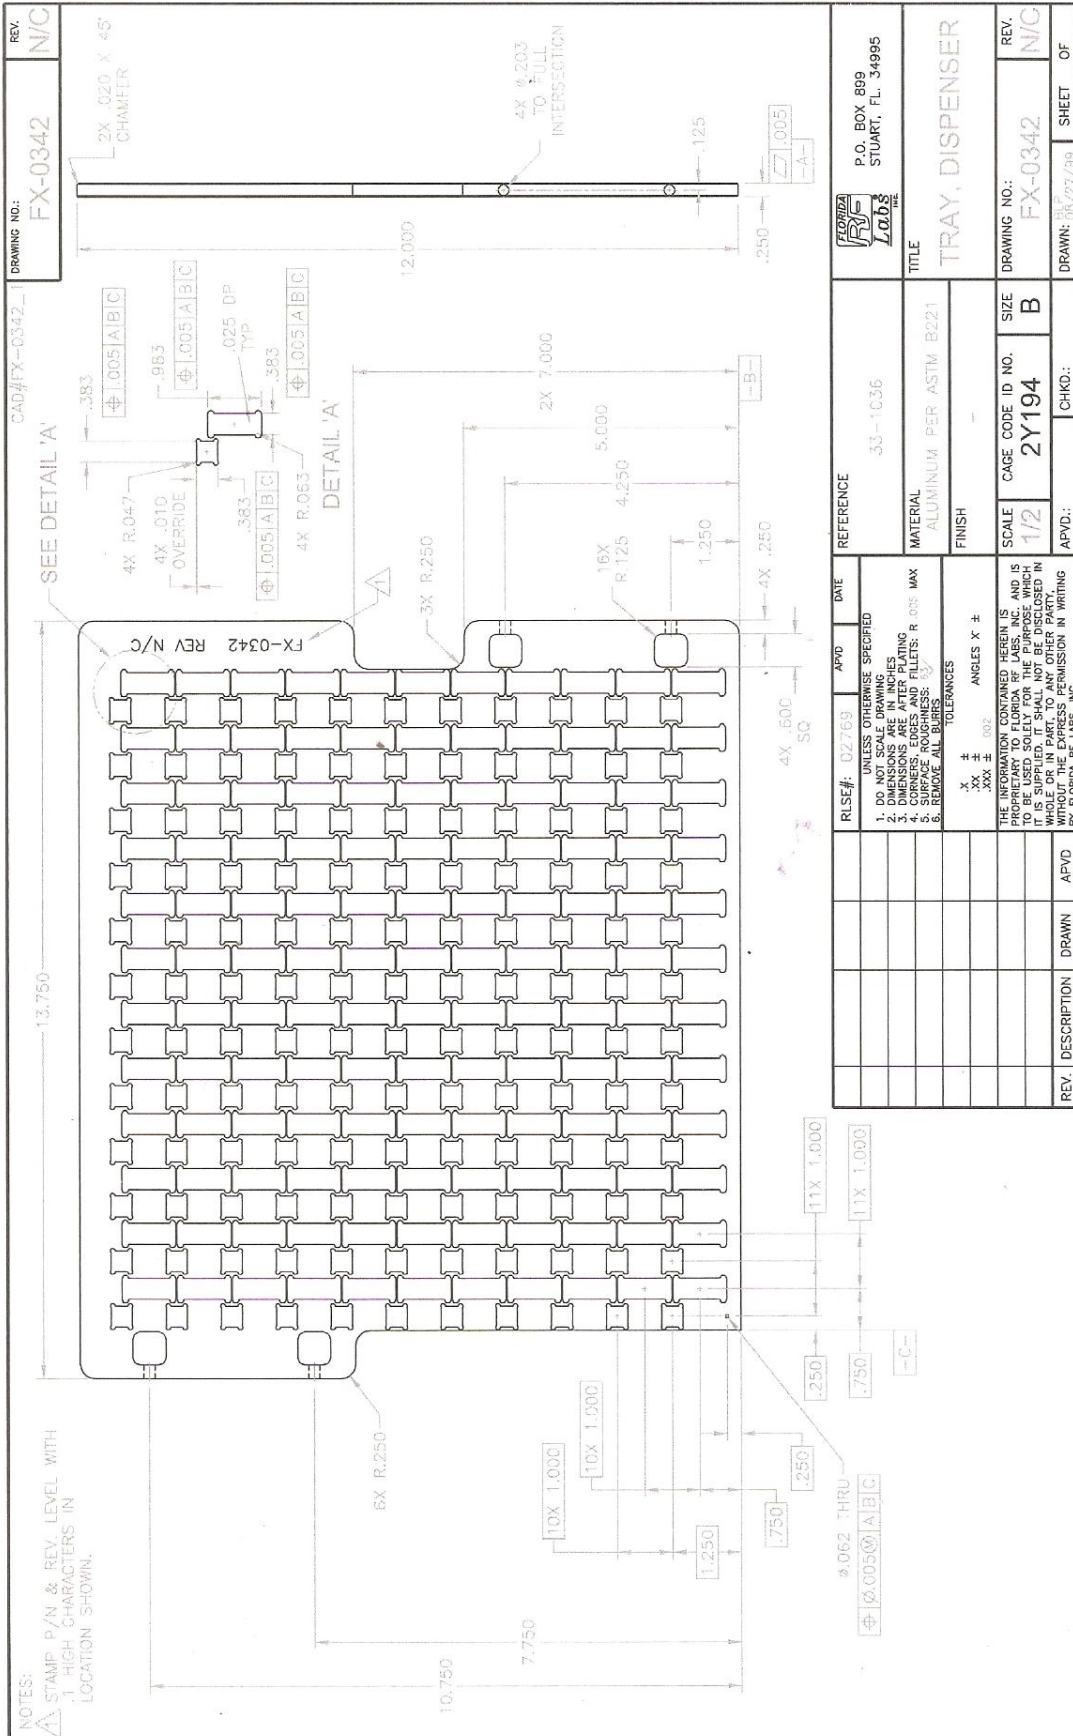 NOTES:
1 STAMP P/N & REV. LEVEL WITH
.1 HIGH CHARACTERS IN
LOCATION SHOWN.
CAD#FX-0342_1
DRAWING NO.:
FX-0342
REV.
N/C
13.750
SEE DETAIL 'A'
FX-0342 REV N/C
1
10.750
7.750
6X R.250
10X 1.000
10X 1.000
1.250
.750
.250
ø.062 THRU
⌖ ø.005Ⓜ A B C
.250
.750
-C-
11X 1.000
11X 1.000
4X .600
SQ
4X .250
16X
R.125
3X R.250
1.250
4.250
5.000
2X 7.000
-B-
.383
⌖ .005 A B C
.983
⌖ .005 A B C
.025 DP
TYP
.383
⌖ .005 A B C
4X R.047
4X .010
OVERRIDE
.383
⌖ .005 A B C
4X R.063
DETAIL 'A'
2X .020 X 45°
CHAMFER
12.000
4X ø.203
TO FULL
INTERSECTION
.125
.250
⏥ .005
-A-
REV.
DESCRIPTION
DRAWN
APVD
RLSE#: 02769
APVD
DATE
UNLESS OTHERWISE SPECIFIED
1. DO NOT SCALE DRAWING
2. DIMENSIONS ARE IN INCHES
3. DIMENSIONS ARE AFTER PLATING
4. CORNERS, EDGES AND FILLETS: R .005 MAX
5. SURFACE ROUGHNESS: 63
6. REMOVE ALL BURRS
TOLERANCES
.X ±
.XX ± ANGLES X° ±
.XXX ± .002
THE INFORMATION CONTAINED HEREIN IS
PROPRIETARY TO FLORIDA RF LABS, INC. AND IS
TO BE USED SOLELY FOR THE PURPOSE WHICH
IT IS SUPPLIED. IT SHALL NOT BE DISCLOSED IN
WHOLE OR IN PART, TO ANY OTHER PARTY,
WITHOUT THE EXPRESS PERMISSION IN WRITING
BY FLORIDA RF LABS, INC.
REFERENCE
33-1036
MATERIAL
ALUMINUM PER ASTM B221
FINISH
-
SCALE
1/2
CAGE CODE ID NO.
2Y194
SIZE
B
APVD.:
CHKD.:
FLORIDA
RF
Labs
INC.
P.O. BOX 899
STUART, FL. 34995
TITLE
TRAY, DISPENSER
DRAWING NO.:
FX-0342
REV.
N/C
DRAWN:
08/27/99
SHEET OF